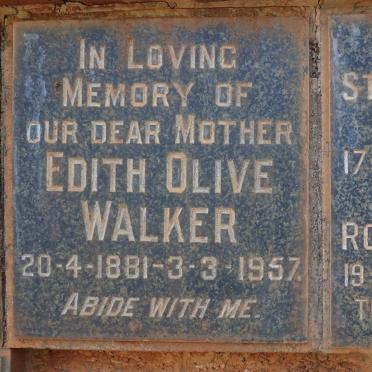 In Loving
Memory of
our dear Mother
Edith Olive
Walker
20-4-1881-3-3-1957.
Abide with me.